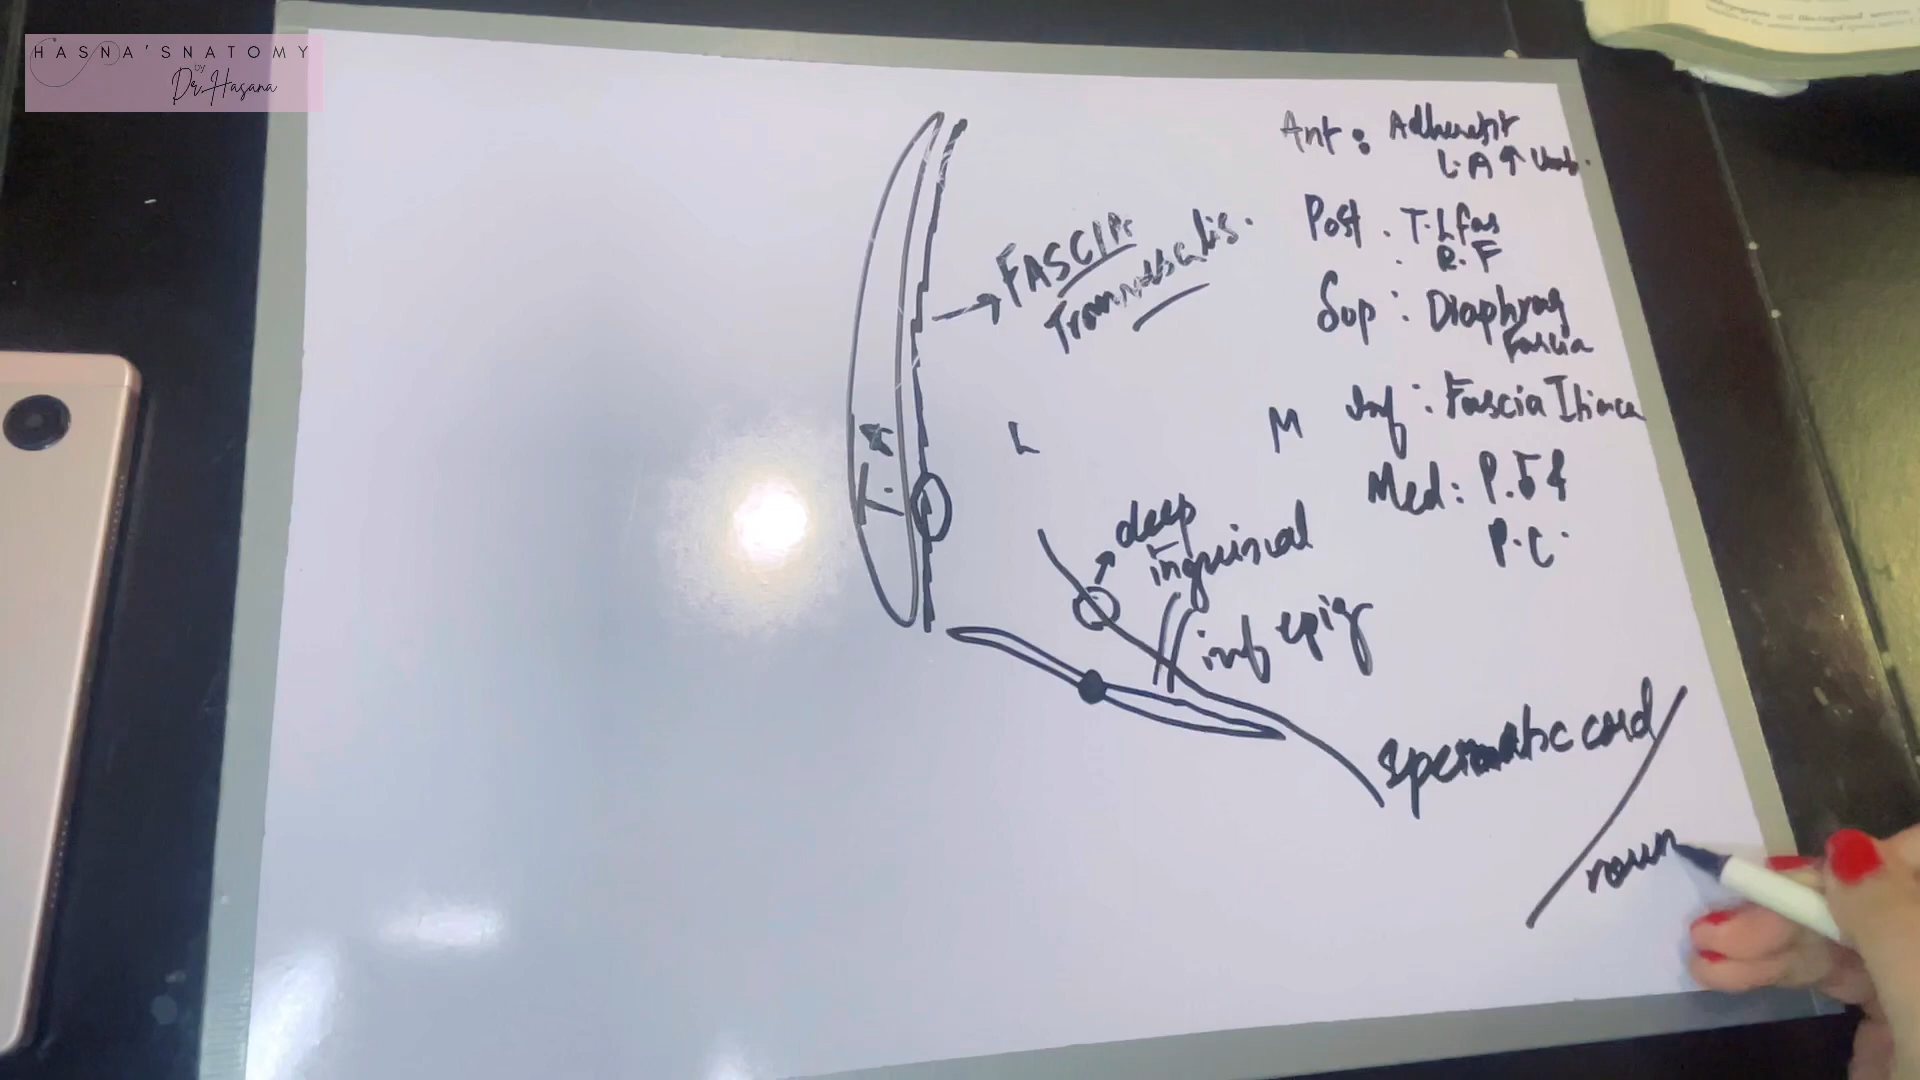 HASNA'SNATOMY
by
Dr.Hasana
Ant : Adherent
L.A ↑ Umb.
Post . T.L fas
. R.F
Sup : Diaphrag
Fascia
Inf : Fascia Iliaca
Med : P.S &
P.C.
→ FASCIA
Transversalis.
T.A
L
M
deep
inguinal
inf epig
Spermatic cord
roun